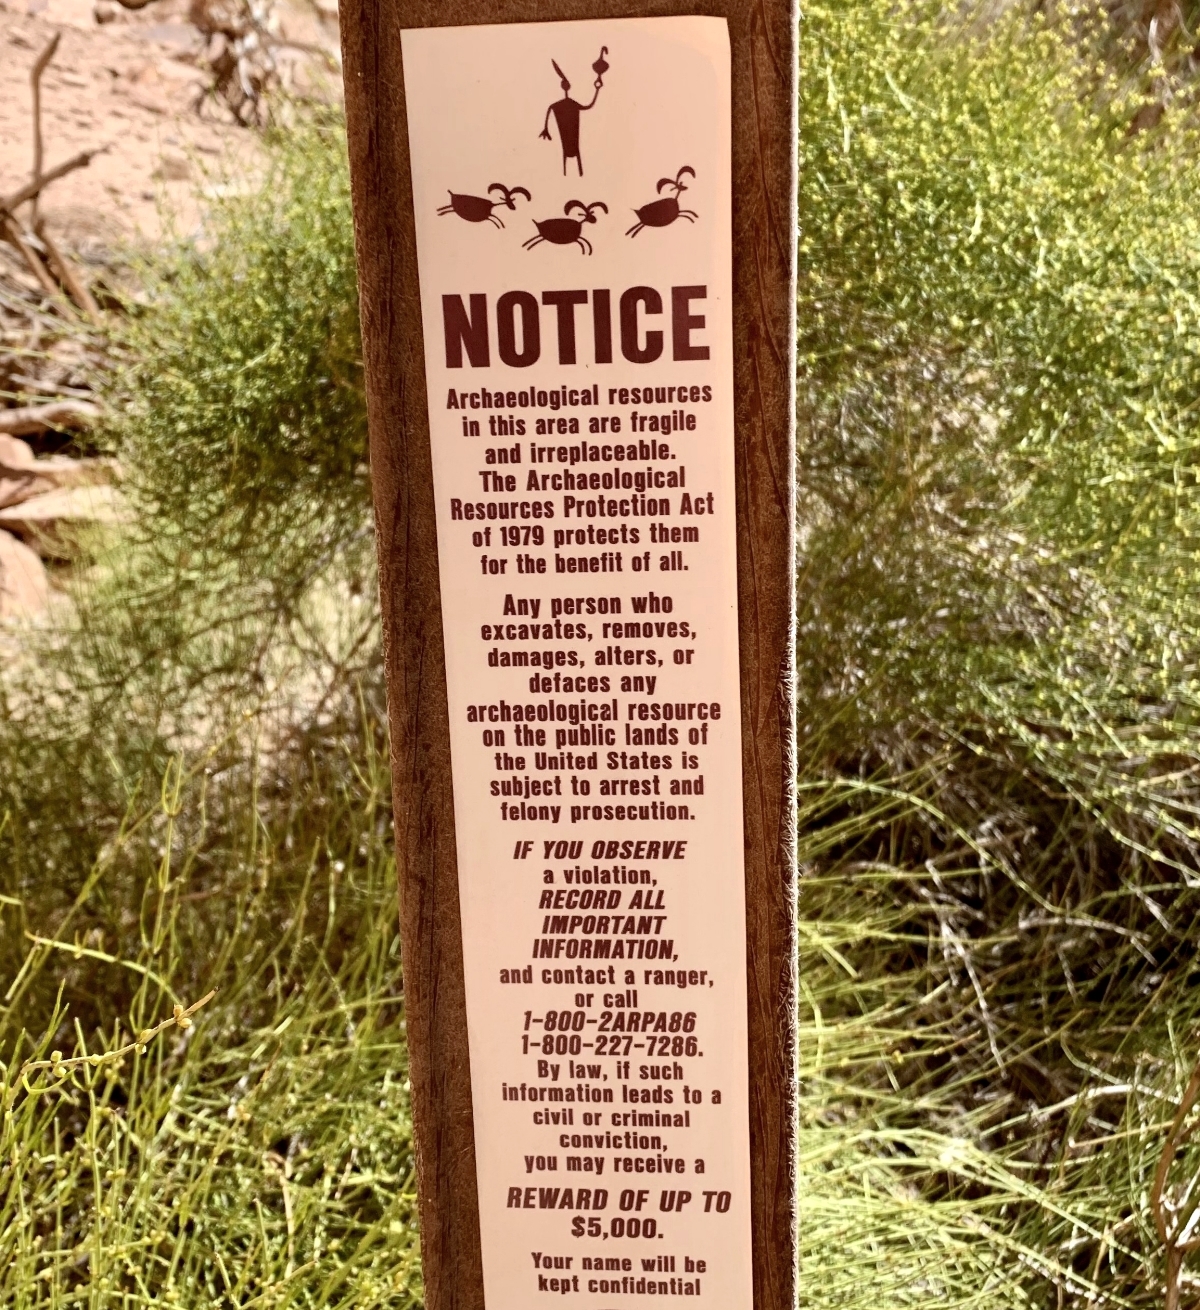 NOTICE
Archaeological resources
in this area are fragile
and irreplaceable.
The Archaeological
Resources Protection Act
of 1979 protects them
for the benefit of all.
Any person who
excavates, removes,
damages, alters, or
defaces any
archaeological resource
on the public lands of
the United States is
subject to arrest and
felony prosecution.
IF YOU OBSERVE
a violation,
RECORD ALL
IMPORTANT
INFORMATION,
and contact a ranger,
or call
1-800-2ARPA86
1-800-227-7286.
By law, if such
information leads to a
civil or criminal
conviction,
you may receive a
REWARD OF UP TO
$5,000.
Your name will be
kept confidential